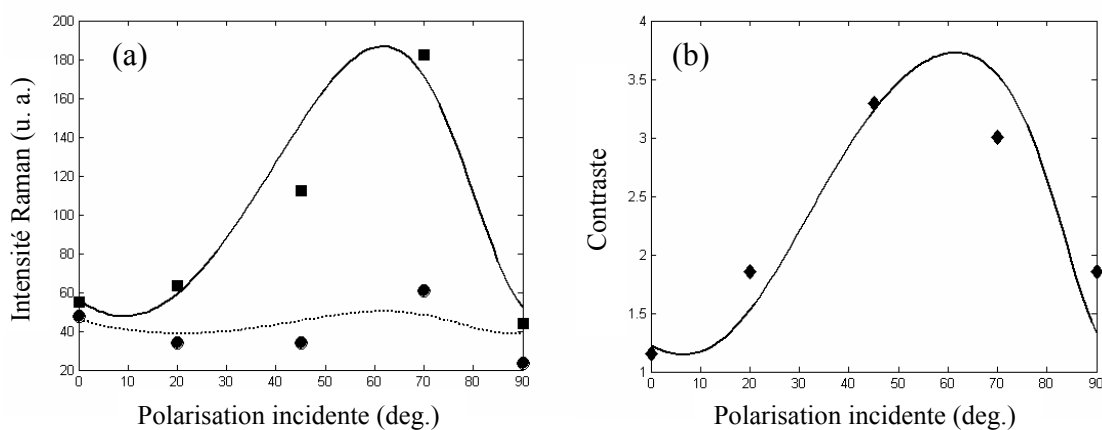 (a)
Intensité Raman (u. a.)
200
180
160
140
120
100
80
60
40
20
0 10 20 30 40 50 60 70 80 90
Polarisation incidente (deg.)
(b)
Contraste
4
3.5
3
2.5
2
1.5
1
0 10 20 30 40 50 60 70 80 90
Polarisation incidente (deg.)